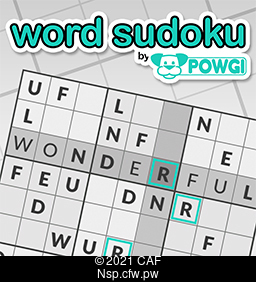 word sudoku
by POWGI
U F L N
L N F E
W O N D E R F U L
F E U D N R L
D
W U R F
©2021 CAF
Nsp.cfw.pw